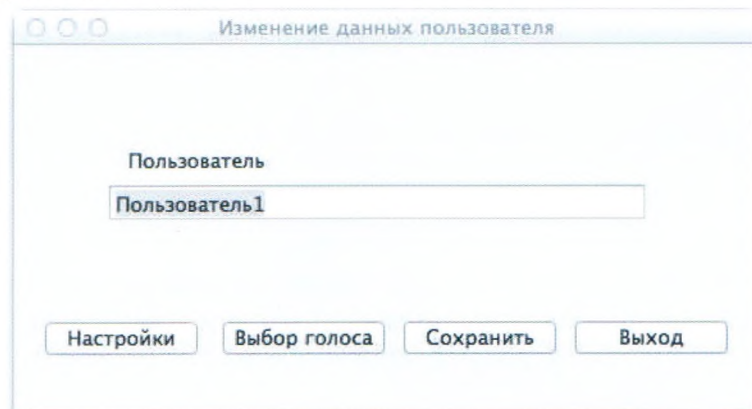 Изменение данных пользователя
Пользователь
Пользователь1
Настройки Выбор голоса Сохранить Выход